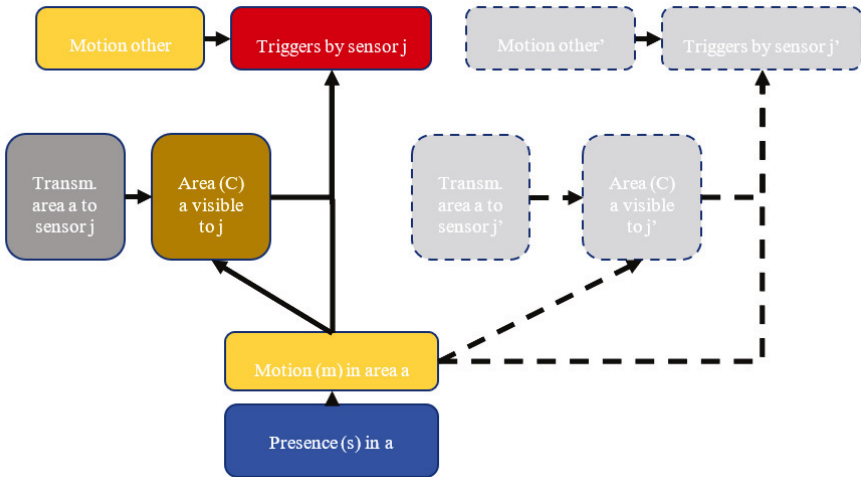 Motion other
Triggers by sensor j
Motion other’
Triggers by sensor j’
Transm.
area a to
sensor j
Area (C)
a visible
to j
Transm.
area a to
sensor j’
Area (C)
a visible
to j’
Motion (m) in area a
Presence (s) in a